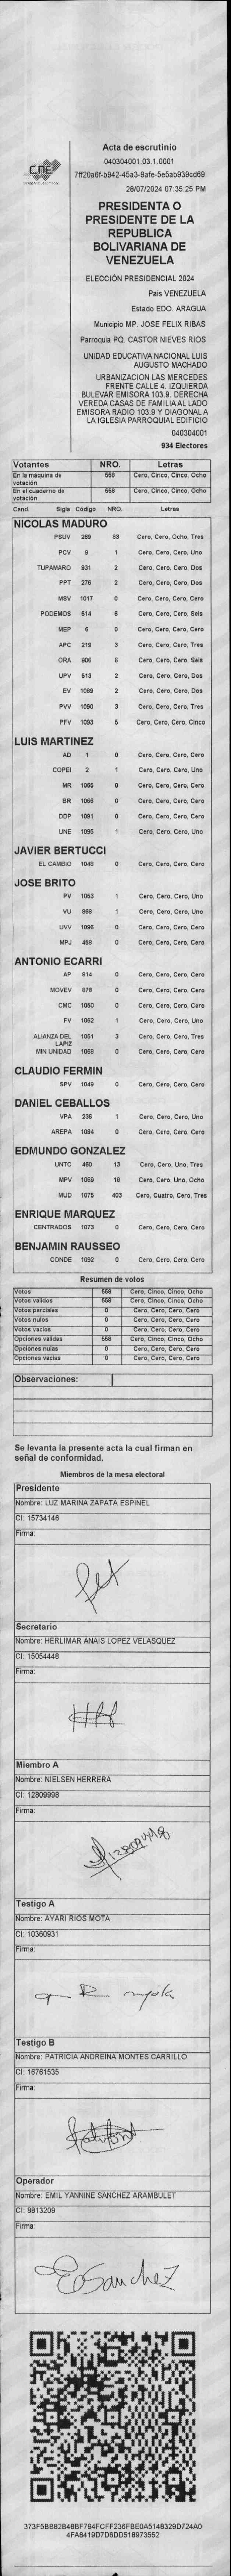 CNE
Acta de escrutinio
040304001.03.1.0001
7ff20a6f-b942-45a3-9afe-5e5ab939cd69
28/07/2024 07:35:25 PM
PRESIDENTA O
PRESIDENTE DE LA
REPUBLICA
BOLIVARIANA DE
VENEZUELA
ELECCIÓN PRESIDENCIAL 2024
Pais VENEZUELA
Estado EDO. ARAGUA
Municipio MP. JOSE FELIX RIBAS
Parroquia PQ. CASTOR NIEVES RIOS
UNIDAD EDUCATIVA NACIONAL LUIS
AUGUSTO MACHADO
URBANIZACION LAS MERCEDES
FRENTE CALLE 4. IZQUIERDA
BULEVAR EMISORA 103.9. DERECHA
VEREDA CASAS DE FAMILIA AL LADO
EMISORA RADIO 103.9 Y DIAGONAL A
LA IGLESIA PARROQUIAL EDIFICIO
040304001
934 Electores
Votantes NRO. Letras
En la máquina de votación 558 Cero, Cinco, Cinco, Ocho
En el cuaderno de votación 558 Cero, Cinco, Cinco, Ocho
Cand. Sigla Codigo NRO. Letras
NICOLAS MADURO
PSUV 269 83 Cero, Cero, Ocho, Tres
PCV 9 1 Cero, Cero, Cero, Uno
TUPAMARO 931 2 Cero, Cero, Cero, Dos
PPT 276 2 Cero, Cero, Cero, Dos
MSV 1017 0 Cero, Cero, Cero, Cero
PODEMOS 514 6 Cero, Cero, Cero, Seis
MEP 6 0 Cero, Cero, Cero, Cero
APC 219 3 Cero, Cero, Cero, Tres
ORA 906 6 Cero, Cero, Cero, Seis
UPV 513 2 Cero, Cero, Cero, Dos
EV 1089 2 Cero, Cero, Cero, Dos
PVV 1090 3 Cero, Cero, Cero, Tres
PFV 1093 5 Cero, Cero, Cero, Cinco
LUIS MARTINEZ
AD 1 0 Cero, Cero, Cero, Cero
COPEI 2 1 Cero, Cero, Cero, Uno
MR 1065 0 Cero, Cero, Cero, Cero
BR 1066 0 Cero, Cero, Cero, Cero
DDP 1091 0 Cero, Cero, Cero, Cero
UNE 1095 1 Cero, Cero, Cero, Uno
JAVIER BERTUCCI
EL CAMBIO 1048 0 Cero, Cero, Cero, Cero
JOSE BRITO
PV 1053 1 Cero, Cero, Cero, Uno
VU 868 1 Cero, Cero, Cero, Uno
UVV 1096 0 Cero, Cero, Cero, Cero
MPJ 458 0 Cero, Cero, Cero, Cero
ANTONIO ECARRI
AP 814 0 Cero, Cero, Cero, Cero
MOVEV 678 0 Cero, Cero, Cero, Cero
CMC 1050 0 Cero, Cero, Cero, Cero
FV 1062 1 Cero, Cero, Cero, Uno
ALIANZA DEL LAPIZ 1051 3 Cero, Cero, Cero, Tres
MIN UNIDAD 1068 0 Cero, Cero, Cero, Cero
CLAUDIO FERMIN
SPV 1049 0 Cero, Cero, Cero, Cero
DANIEL CEBALLOS
VPA 236 1 Cero, Cero, Cero, Uno
AREPA 1094 0 Cero, Cero, Cero, Cero
EDMUNDO GONZALEZ
UNTC 460 13 Cero, Cero, Uno, Tres
MPV 1069 18 Cero, Cero, Uno, Ocho
MUD 1075 403 Cero, Cuatro, Cero, Tres
ENRIQUE MARQUEZ
CENTRADOS 1073 0 Cero, Cero, Cero, Cero
BENJAMIN RAUSSEO
CONDE 1092 0 Cero, Cero, Cero, Cero
Resumen de votos
Votos 558 Cero, Cinco, Cinco, Ocho
Votos validos 558 Cero, Cinco, Cinco, Ocho
Votos parciales 0 Cero, Cero, Cero, Cero
Votos nulos 0 Cero, Cero, Cero, Cero
Votos vacios 0 Cero, Cero, Cero, Cero
Opciones validas 558 Cero, Cinco, Cinco, Ocho
Opciones nulas 0 Cero, Cero, Cero, Cero
Opciones vacias 0 Cero, Cero, Cero, Cero
Observaciones:
Se levanta la presente acta la cual firman en
señal de conformidad.
Miembros de la mesa electoral
Presidente
Nombre: LUZ MARINA ZAPATA ESPINEL
CI: 15734146
Firma:
Secretario
Nombre: HERLIMAR ANAIS LOPEZ VELASQUEZ
CI: 15054448
Firma:
Miembro A
Nombre: NIELSEN HERRERA
CI: 12809998
Firma:
Testigo A
Nombre: AYARI RIOS MOTA
CI: 10360931
Firma:
Testigo B
Nombre: PATRICIA ANDREINA MONTES CARRILLO
CI: 16761535
Firma:
Operador
Nombre: EMIL YANNINE SANCHEZ ARAMBULET
CI: 8813209
Firma:
EOSanchez
373F5BB82B48BF794FCFF236FBE0A5148329D724A0
4FA8419D7D6DD518973552